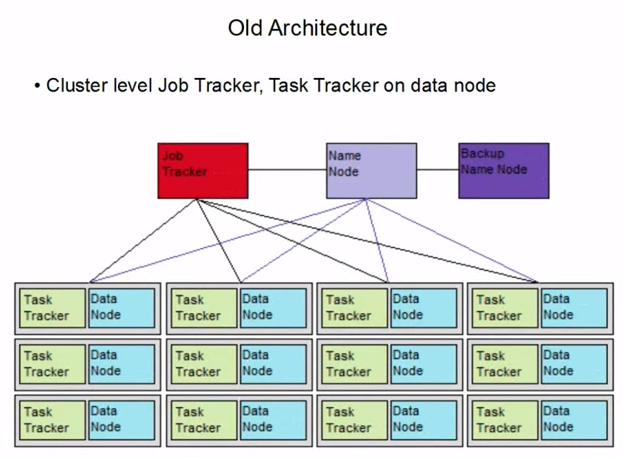 Old Architecture
• Cluster level Job Tracker, Task Tracker on data node
Job
Tracker
Name
Node
Backup
Name Node
Task
Tracker
Data
Node
Task
Tracker
Data
Node
Task
Tracker
Data
Node
Task
Tracker
Data
Node
Task
Tracker
Data
Node
Task
Tracker
Data
Node
Task
Tracker
Data
Node
Task
Tracker
Data
Node
Task
Tracker
Data
Node
Task
Tracker
Data
Node
Task
Tracker
Data
Node
Task
Tracker
Data
Node